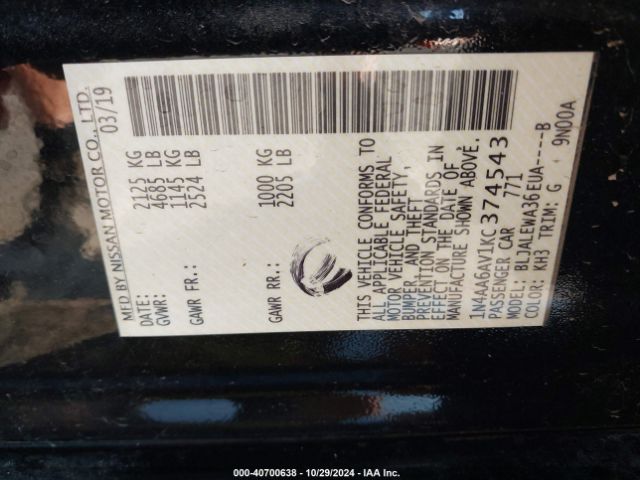 MFD BY NISSAN MOTOR CO., LTD.
DATE: 03/19
GVWR: 2125 KG
4685 LB
GAWR FR.: 1145 KG
2524 LB
GAWR RR.: 1000 KG
2205 LB
THIS VEHICLE CONFORMS TO
ALL APPLICABLE FEDERAL
MOTOR VEHICLE SAFETY,
BUMPER, AND THEFT
PREVENTION STANDARDS IN
EFFECT ON THE DATE OF
MANUFACTURE SHOWN ABOVE.
1N4AA6AV1KC374543
PASSENGER CAR 771
MODEL: BLJALEWA36EUA----B
COLOR: KH3 TRIM: G 9N00A
000-40700638 - 10/29/2024 - IAA Inc.